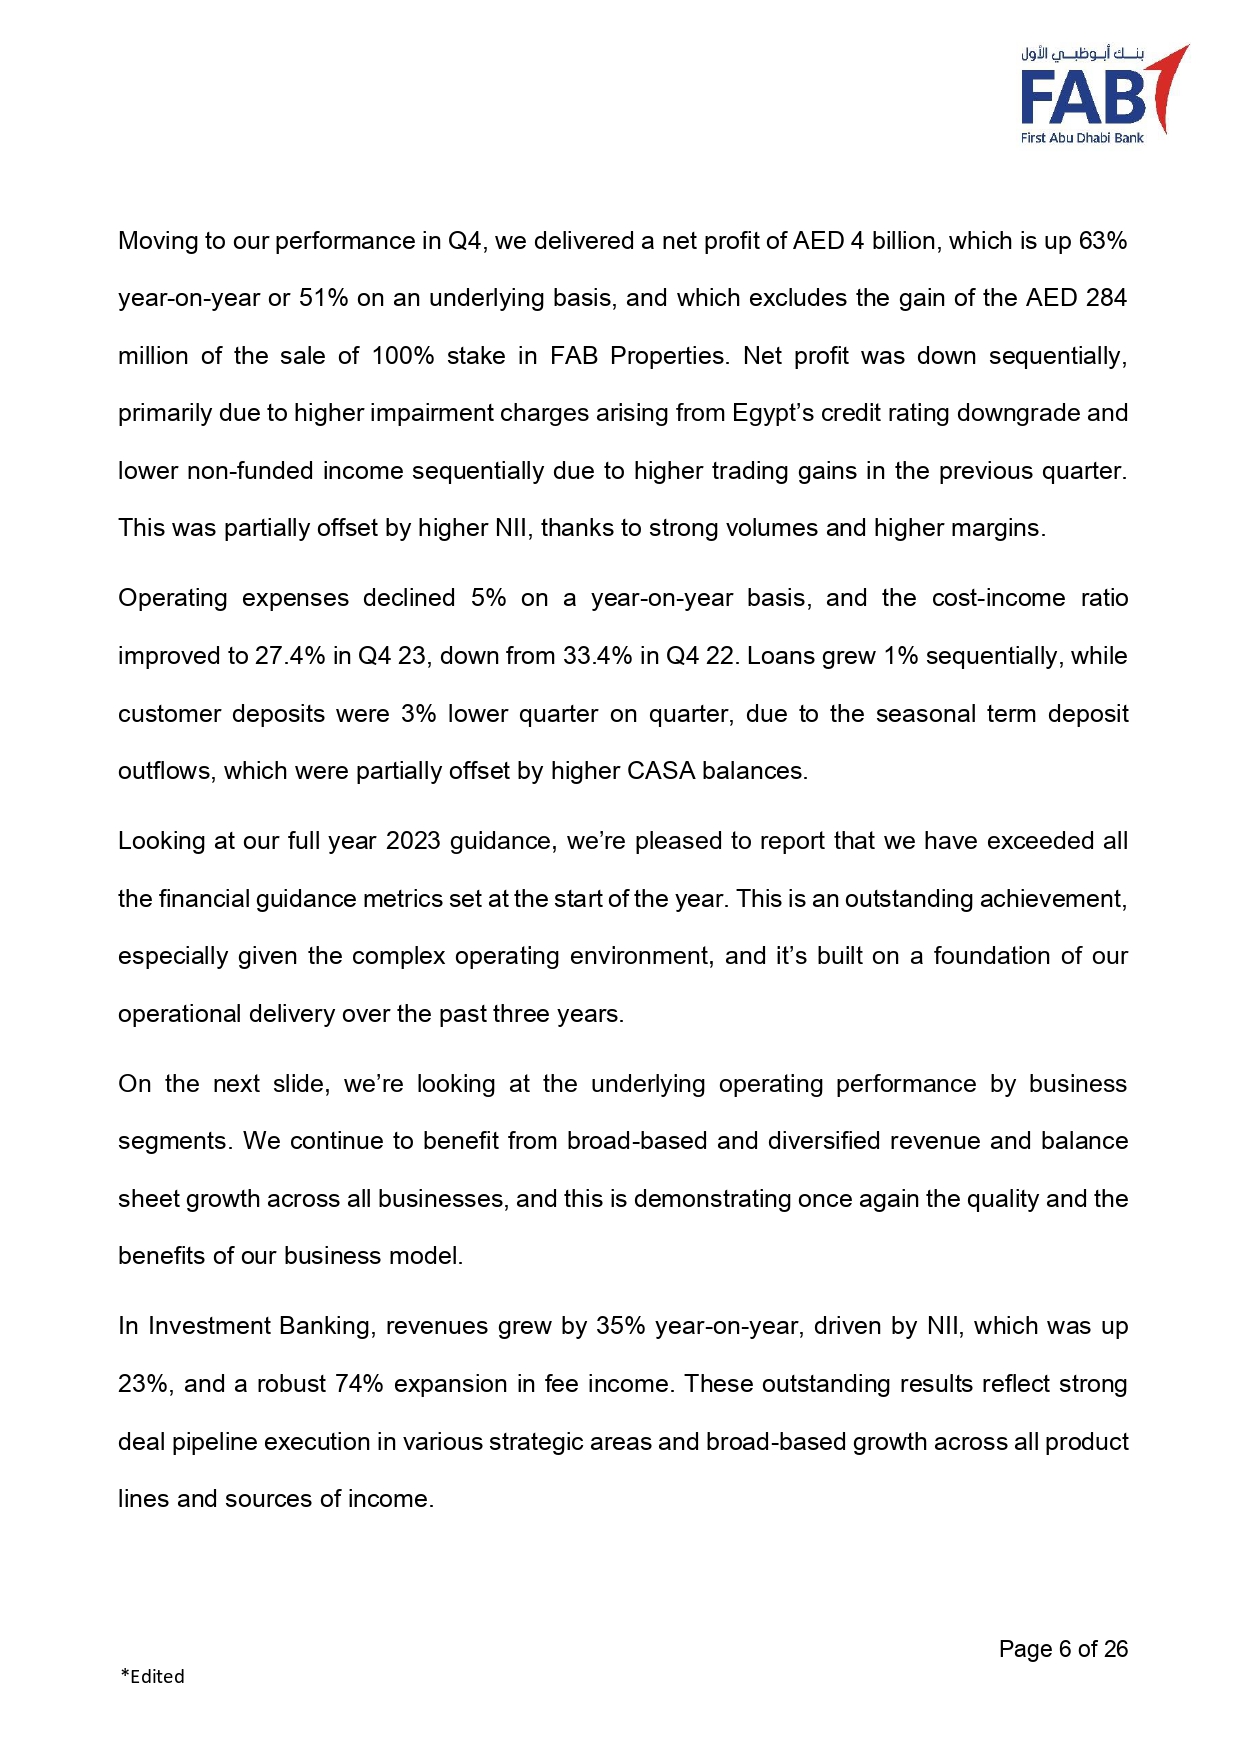 بنك أبوظبي الأول
FAB
First Abu Dhabi Bank
Moving to our performance in Q4, we delivered a net profit of AED 4 billion, which is up 63%
year-on-year or 51% on an underlying basis, and which excludes the gain of the AED 284
million of the sale of 100% stake in FAB Properties. Net profit was down sequentially,
primarily due to higher impairment charges arising from Egypt’s credit rating downgrade and
lower non-funded income sequentially due to higher trading gains in the previous quarter.
This was partially offset by higher NII, thanks to strong volumes and higher margins.
Operating expenses declined 5% on a year-on-year basis, and the cost-income ratio
improved to 27.4% in Q4 23, down from 33.4% in Q4 22. Loans grew 1% sequentially, while
customer deposits were 3% lower quarter on quarter, due to the seasonal term deposit
outflows, which were partially offset by higher CASA balances.
Looking at our full year 2023 guidance, we’re pleased to report that we have exceeded all
the financial guidance metrics set at the start of the year. This is an outstanding achievement,
especially given the complex operating environment, and it’s built on a foundation of our
operational delivery over the past three years.
On the next slide, we’re looking at the underlying operating performance by business
segments. We continue to benefit from broad-based and diversified revenue and balance
sheet growth across all businesses, and this is demonstrating once again the quality and the
benefits of our business model.
In Investment Banking, revenues grew by 35% year-on-year, driven by NII, which was up
23%, and a robust 74% expansion in fee income. These outstanding results reflect strong
deal pipeline execution in various strategic areas and broad-based growth across all product
lines and sources of income.
Page 6 of 26
*Edited